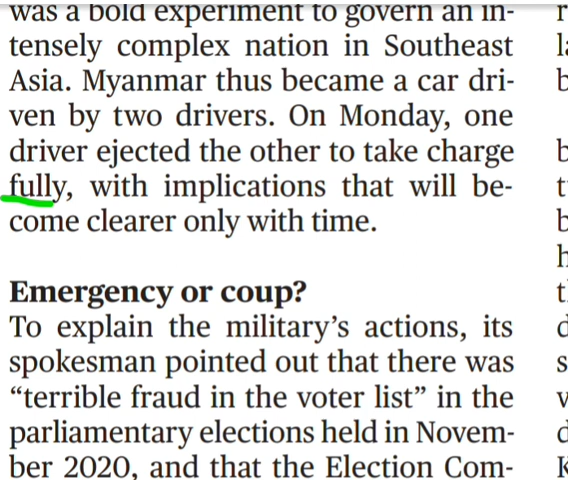 was a bold experiment to govern an in-
tensely complex nation in Southeast
Asia. Myanmar thus became a car dri-
ven by two drivers. On Monday, one
driver ejected the other to take charge
fully, with implications that will be-
come clearer only with time.
Emergency or coup?
To explain the military’s actions, its
spokesman pointed out that there was
“terrible fraud in the voter list” in the
parliamentary elections held in Novem-
ber 2020, and that the Election Com-